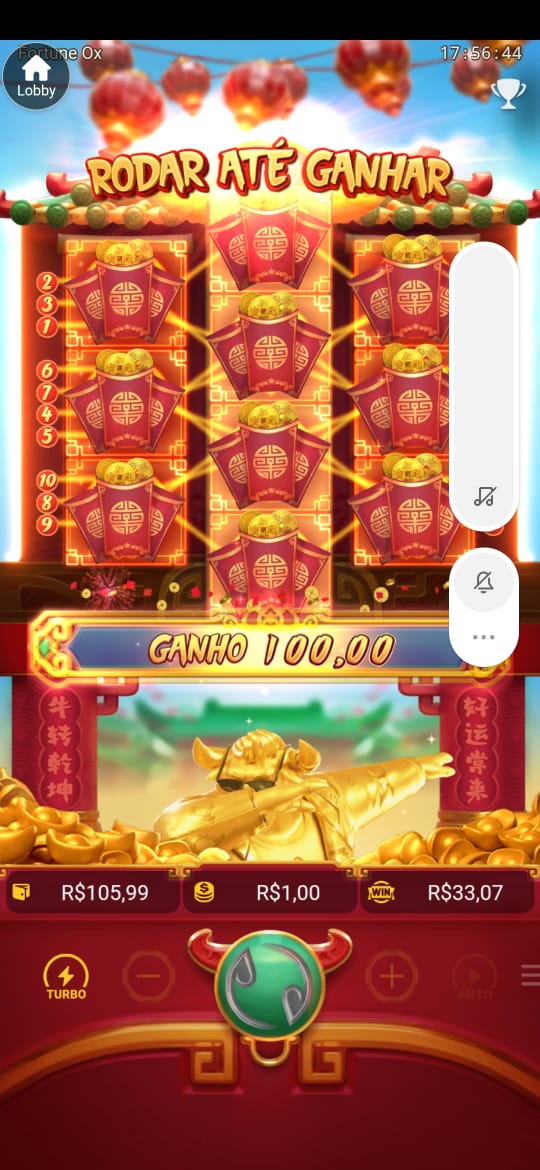 Fortune Ox
17:56:44
Lobby
RODAR ATÉ GANHAR
2
3
1
6
7
4
5
10
8
9
GANHO 100,00
牛转乾坤
好运常来
R$105,99
R$1,00
WIN
R$33,07
TURBO
AUTO